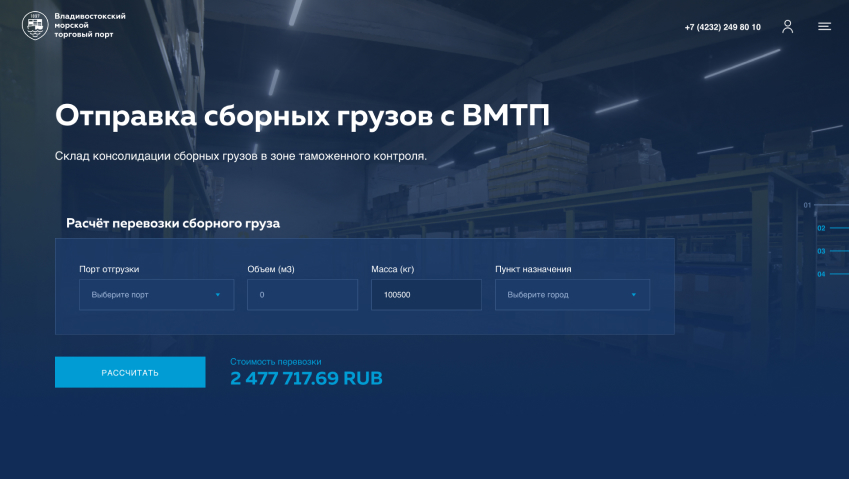 1897
Владивостокский
морской
торговый порт
+7 (4232) 249 80 10
Отправка сборных грузов с ВМТП
Склад консолидации сборных грузов в зоне таможенного контроля.
01
02
03
04
Расчёт перевозки сборного груза
Порт отгрузки
Объем (м3)
Масса (кг)
Пункт назначения
Выберите порт
0
100500
Выберите город
РАССЧИТАТЬ
Стоимость перевозки
2 477 717.69 RUB